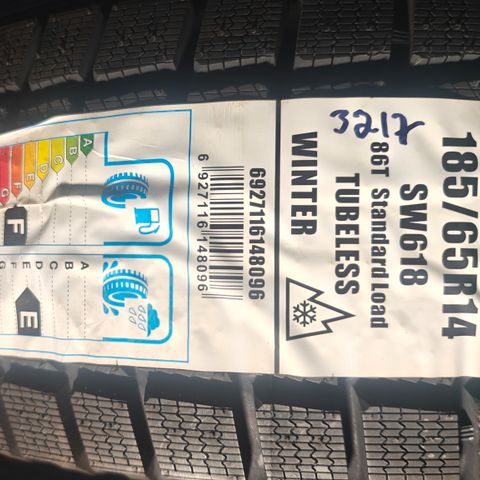 185/65R14
SW618
86T Standard Load
TUBELESS
WINTER
3217
6927116148096
6 927116 148096
A
B
C
D
E
F
G
F
A
B
C
D
E
F
G
E